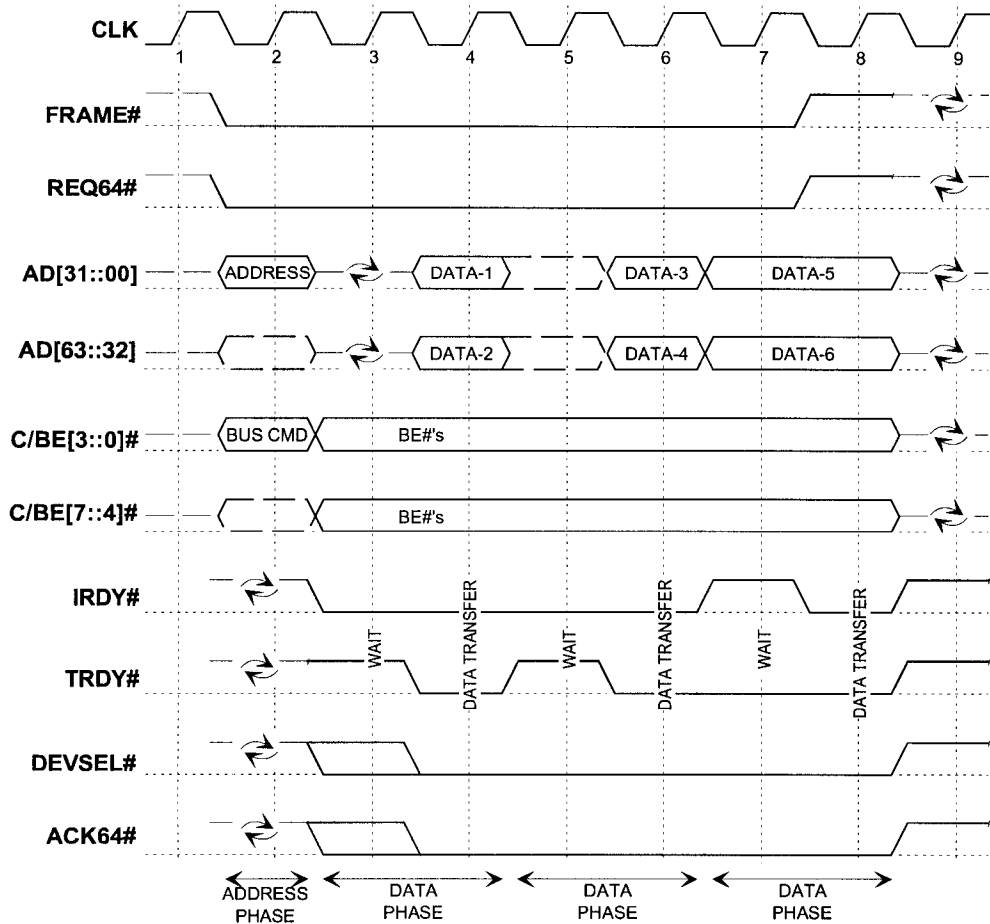 CLK
1 2 3 4 5 6 7 8 9
FRAME#
REQ64#
AD[31::00] ADDRESS DATA-1 DATA-3 DATA-5
AD[63::32] DATA-2 DATA-4 DATA-6
C/BE[3::0]# BUS CMD BE#'s
C/BE[7::4]# BE#'s
IRDY#
WAIT DATA TRANSFER WAIT DATA TRANSFER WAIT DATA TRANSFER
TRDY#
DEVSEL#
ACK64#
ADDRESS DATA DATA DATA
PHASE PHASE PHASE PHASE